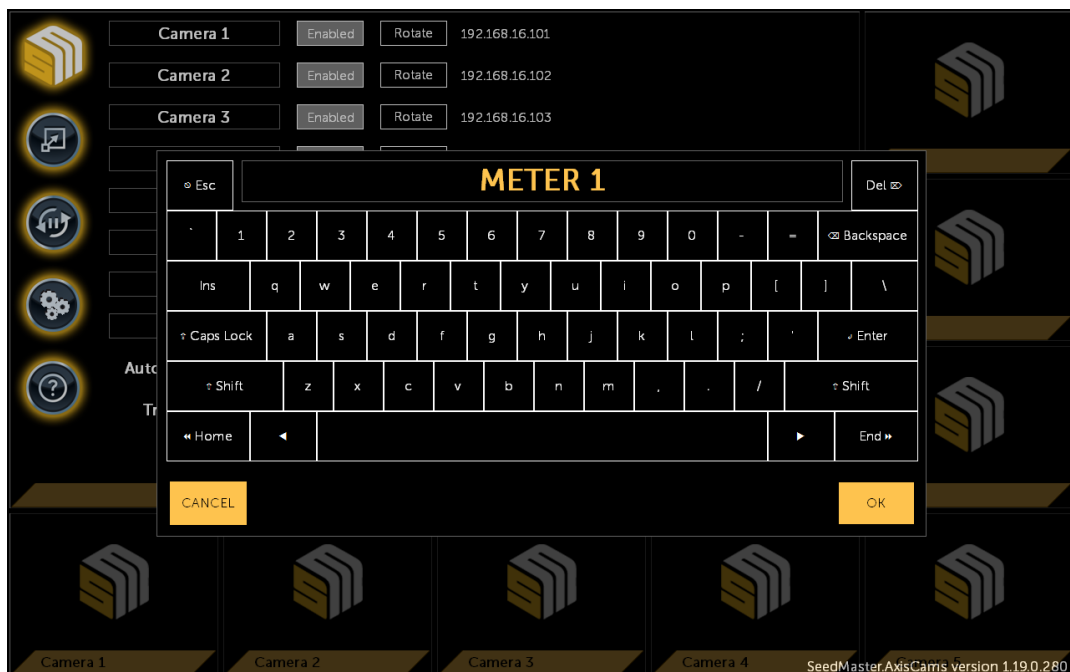 Camera 1 Enabled Rotate 192.168.16.101
Camera 2 Enabled Rotate 192.168.16.102
Camera 3 Enabled Rotate 192.168.16.103
Esc METER 1 Del
` 1 2 3 4 5 6 7 8 9 0 - = Backspace
Ins q w e r t y u i o p [ ] \
Caps Lock a s d f g h j k l ; ' Enter
Shift z x c v b n m , . / Shift
Home End
CANCEL OK
Camera 1 Camera 2 Camera 3 Camera 4
SeedMaster.AxisCams version 1.19.0.280